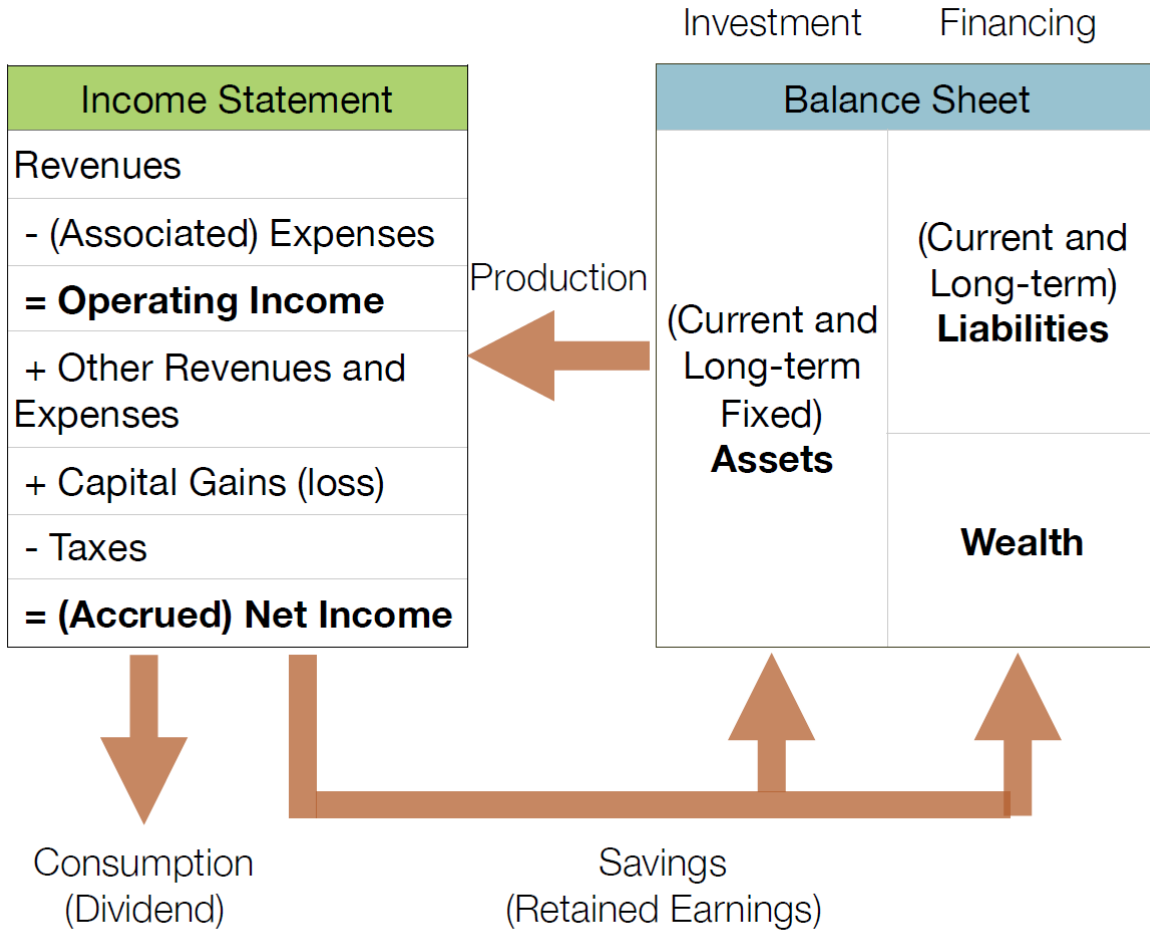 Investment
Financing
Income Statement
Balance Sheet
Revenues
- (Associated) Expenses
= Operating Income
+ Other Revenues and
Expenses
+ Capital Gains (loss)
- Taxes
= (Accrued) Net Income
Production
(Current and
Long-term
Fixed)
Assets
(Current and
Long-term)
Liabilities
Wealth
Consumption
(Dividend)
Savings
(Retained Earnings)